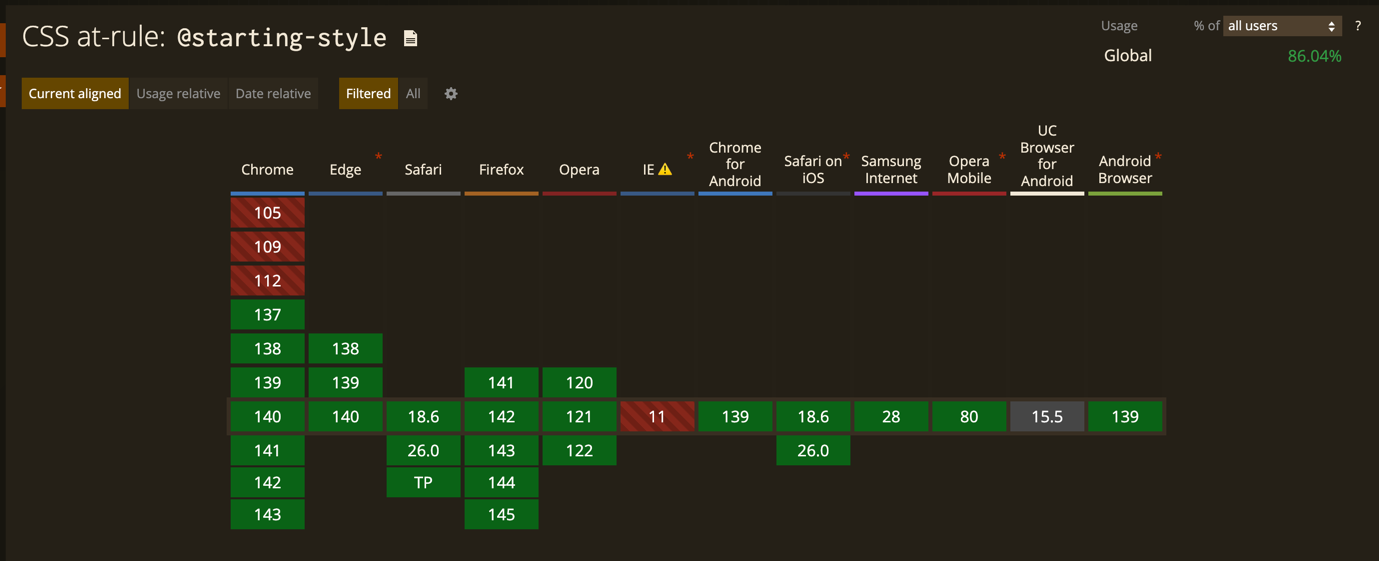 CSS at-rule: @starting-style
Usage % of all users ?
Global 86.04%
Current aligned Usage relative Date relative Filtered All
Chrome Edge * Safari Firefox Opera IE * Chrome for Android Safari on iOS * Samsung Internet Opera Mobile * UC Browser for Android Android Browser *
105
109
112
137
138 138
139 139 141 120
140 140 18.6 142 121 11 139 18.6 28 80 15.5 139
141 26.0 143 122 26.0
142 TP 144
143 145